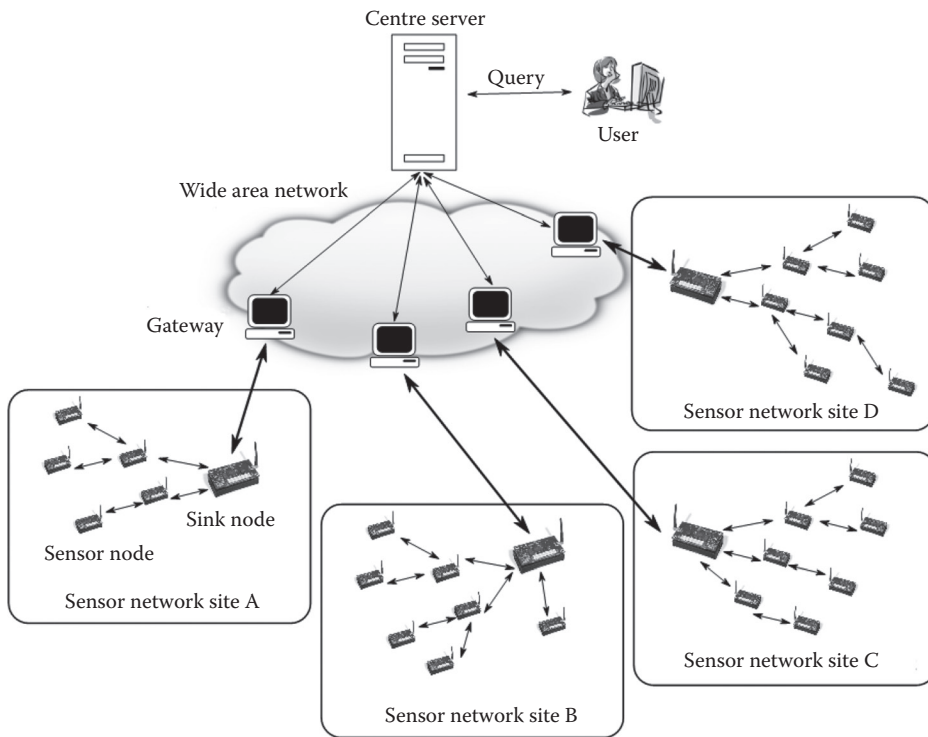 Centre server
Query
User
Wide area network
Gateway
Sensor network site D
Sink node
Sensor node
Sensor network site A
Sensor network site C
Sensor network site B